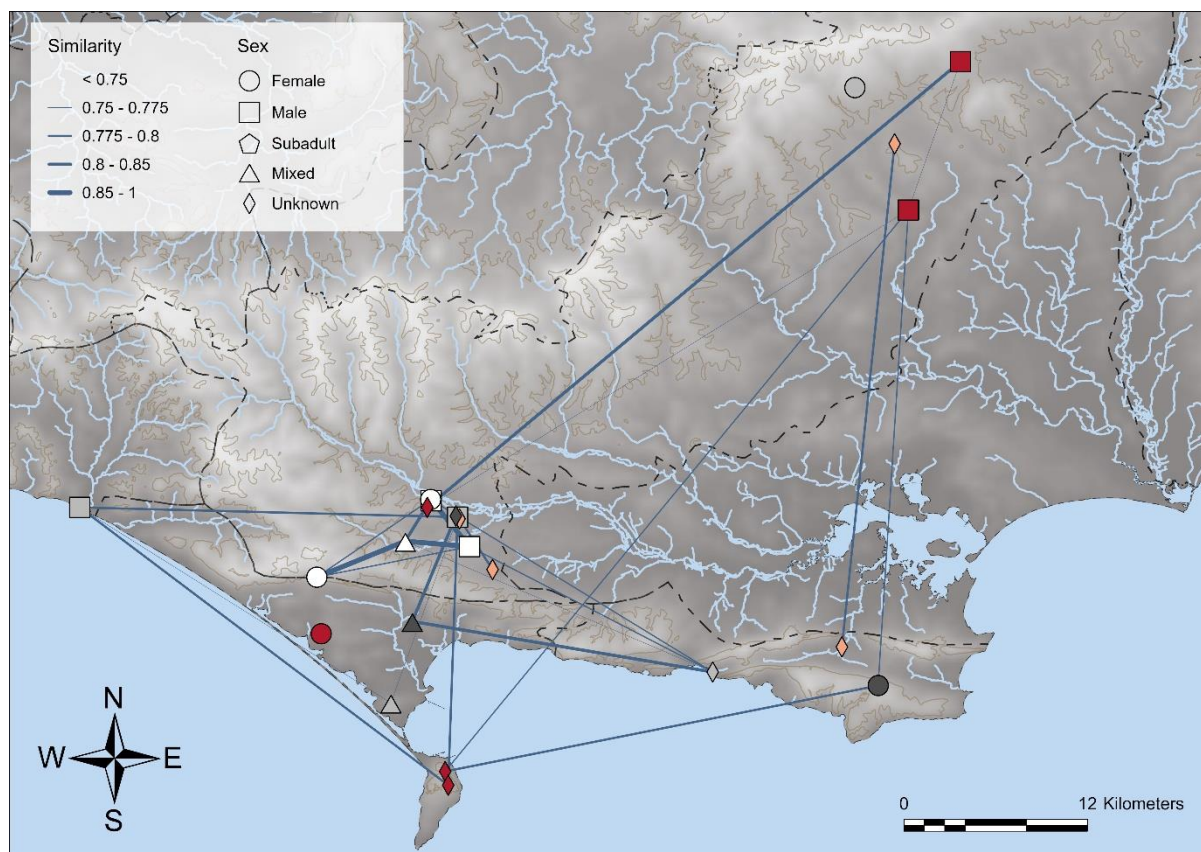 Similarity
< 0.75
0.75 - 0.775
0.775 - 0.8
0.8 - 0.85
0.85 - 1
Sex
Female
Male
Subadult
Mixed
Unknown
N
W E
S
0 12 Kilometers